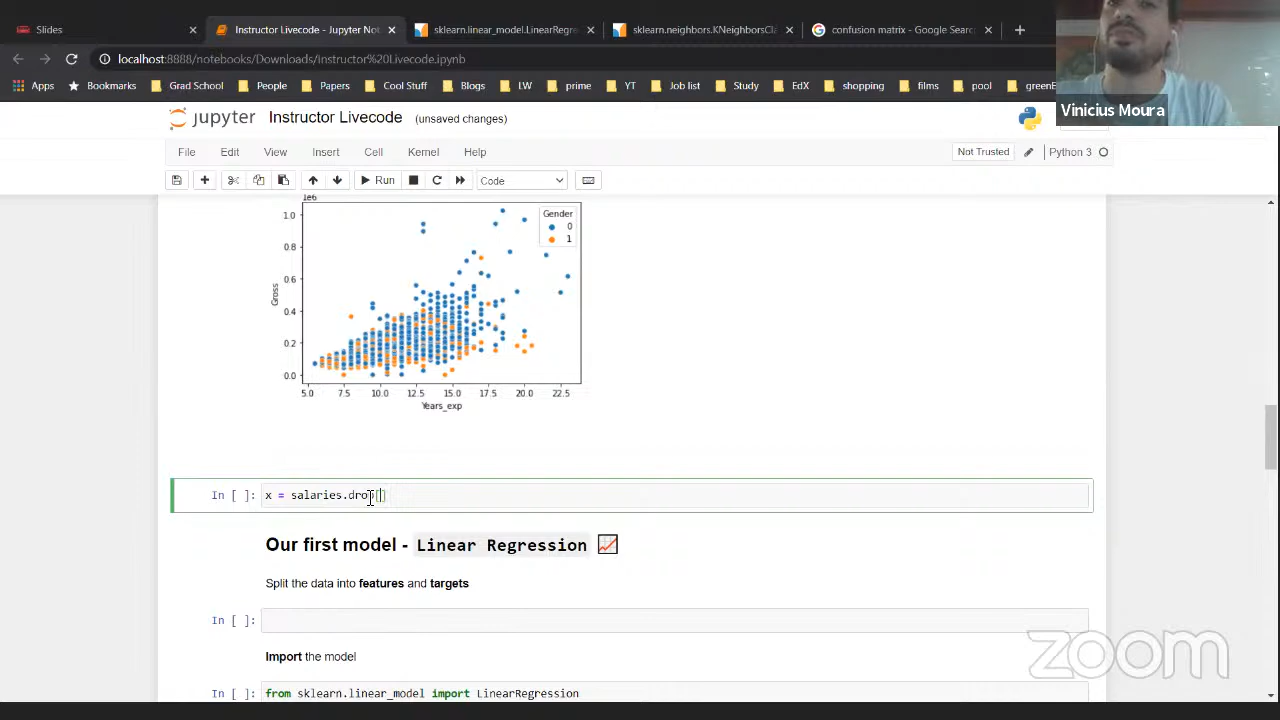 Slides
Instructor Livecode - Jupyter Not
sklearn.linear_model.LinearRegre
sklearn.neighbors.KNeighborsCl
confusion matrix - Google Searc
localhost:8888/notebooks/Downloads/Instructor%20Livecode.ipynb
Apps Bookmarks Grad School People Papers Cool Stuff Blogs LW prime YT Job list Study EdX shopping films pool greenE
Vinicius Moura
jupyter Instructor Livecode (unsaved changes)
File Edit View Insert Cell Kernel Help
Not Trusted Python 3
Run Code
1e6
1.0
0.8
0.6
0.4
0.2
0.0
Gross
Gender
0
1
5.0 7.5 10.0 12.5 15.0 17.5 20.0 22.5
Years_exp
In [ ]: x = salaries.drop[]
Our first model - Linear Regression
Split the data into features and targets
In [ ]:
Import the model
In [ ]: from sklearn.linear_model import LinearRegression
zoom